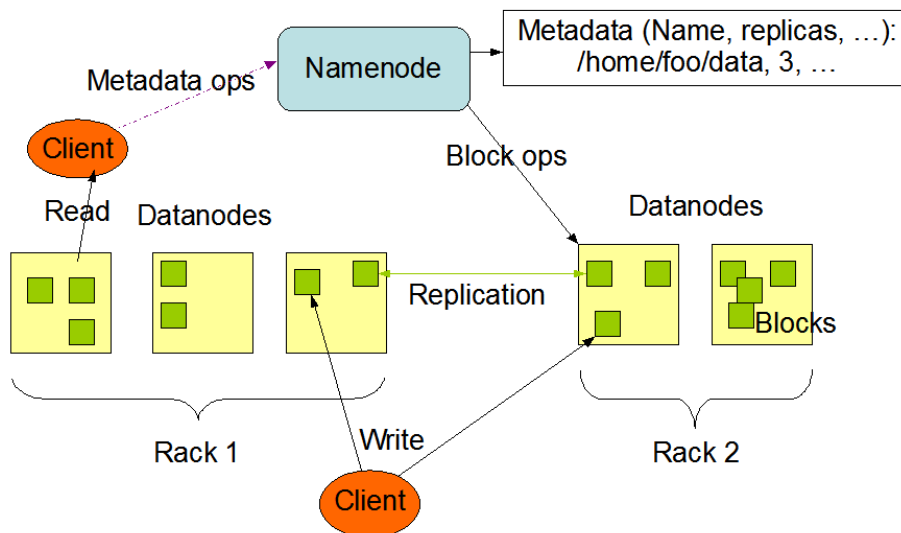 Metadata (Name, replicas, …):
/home/foo/data, 3, …
Namenode
Metadata ops
Client
Block ops
Read
Datanodes
Datanodes
Replication
Blocks
Rack 1
Write
Rack 2
Client